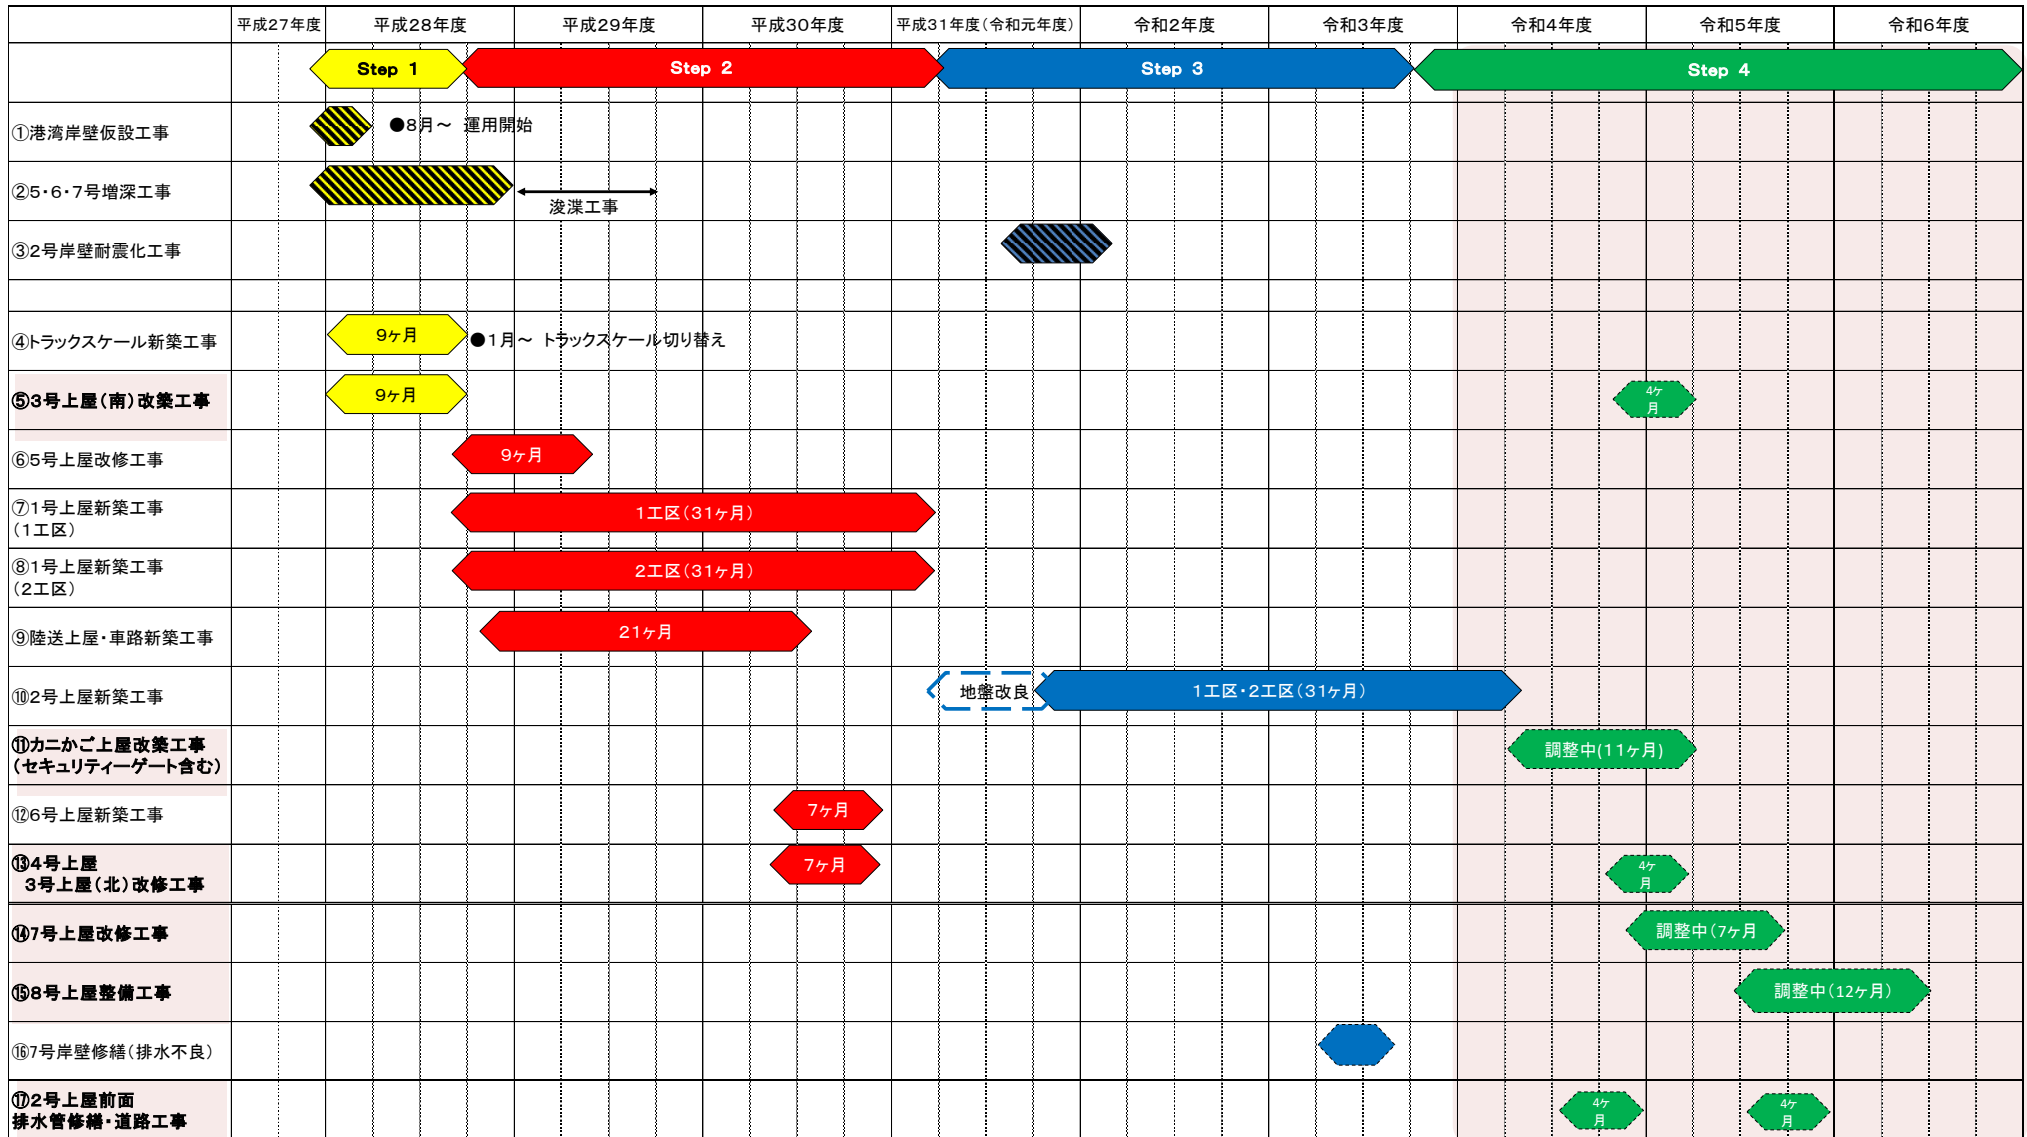 平成27年度 平成28年度 平成29年度 平成30年度 平成31年度(令和元年度) 令和2年度 令和3年度 令和4年度 令和5年度 令和6年度
Step 1 Step 2 Step 3 Step 4
①港湾岸壁仮設工事 ●8月～ 運用開始
②5・6・7号増深工事
浚渫工事
③2号岸壁耐震化工事
④トラックスケール新築工事 9ヶ月 ●1月～ トラックスケール切り替え
⑤3号上屋(南)改築工事 9ヶ月 4ケ
月
⑥5号上屋改修工事 9ヶ月
⑦1号上屋新築工事 1工区(31ヶ月)
(1工区)
⑧1号上屋新築工事 2工区(31ヶ月)
(2工区)
⑨陸送上屋・車路新築工事 21ヶ月
⑩2号上屋新築工事 地盤改良 1工区・2工区(31ヶ月)
⑪カニかご上屋改築工事 調整中(11ヶ月)
(セキュリティーゲート含む)
⑫6号上屋新築工事 7ヶ月
⑬4号上屋 7ヶ月 4ケ
3号上屋(北)改修工事 月
⑭7号上屋改修工事 調整中(7ヶ月
⑮8号上屋整備工事 調整中(12ヶ月)
⑯7号岸壁修繕(排水不良)
⑰2号上屋前面 4ケ 4ケ
排水管修繕・道路工事 月 月